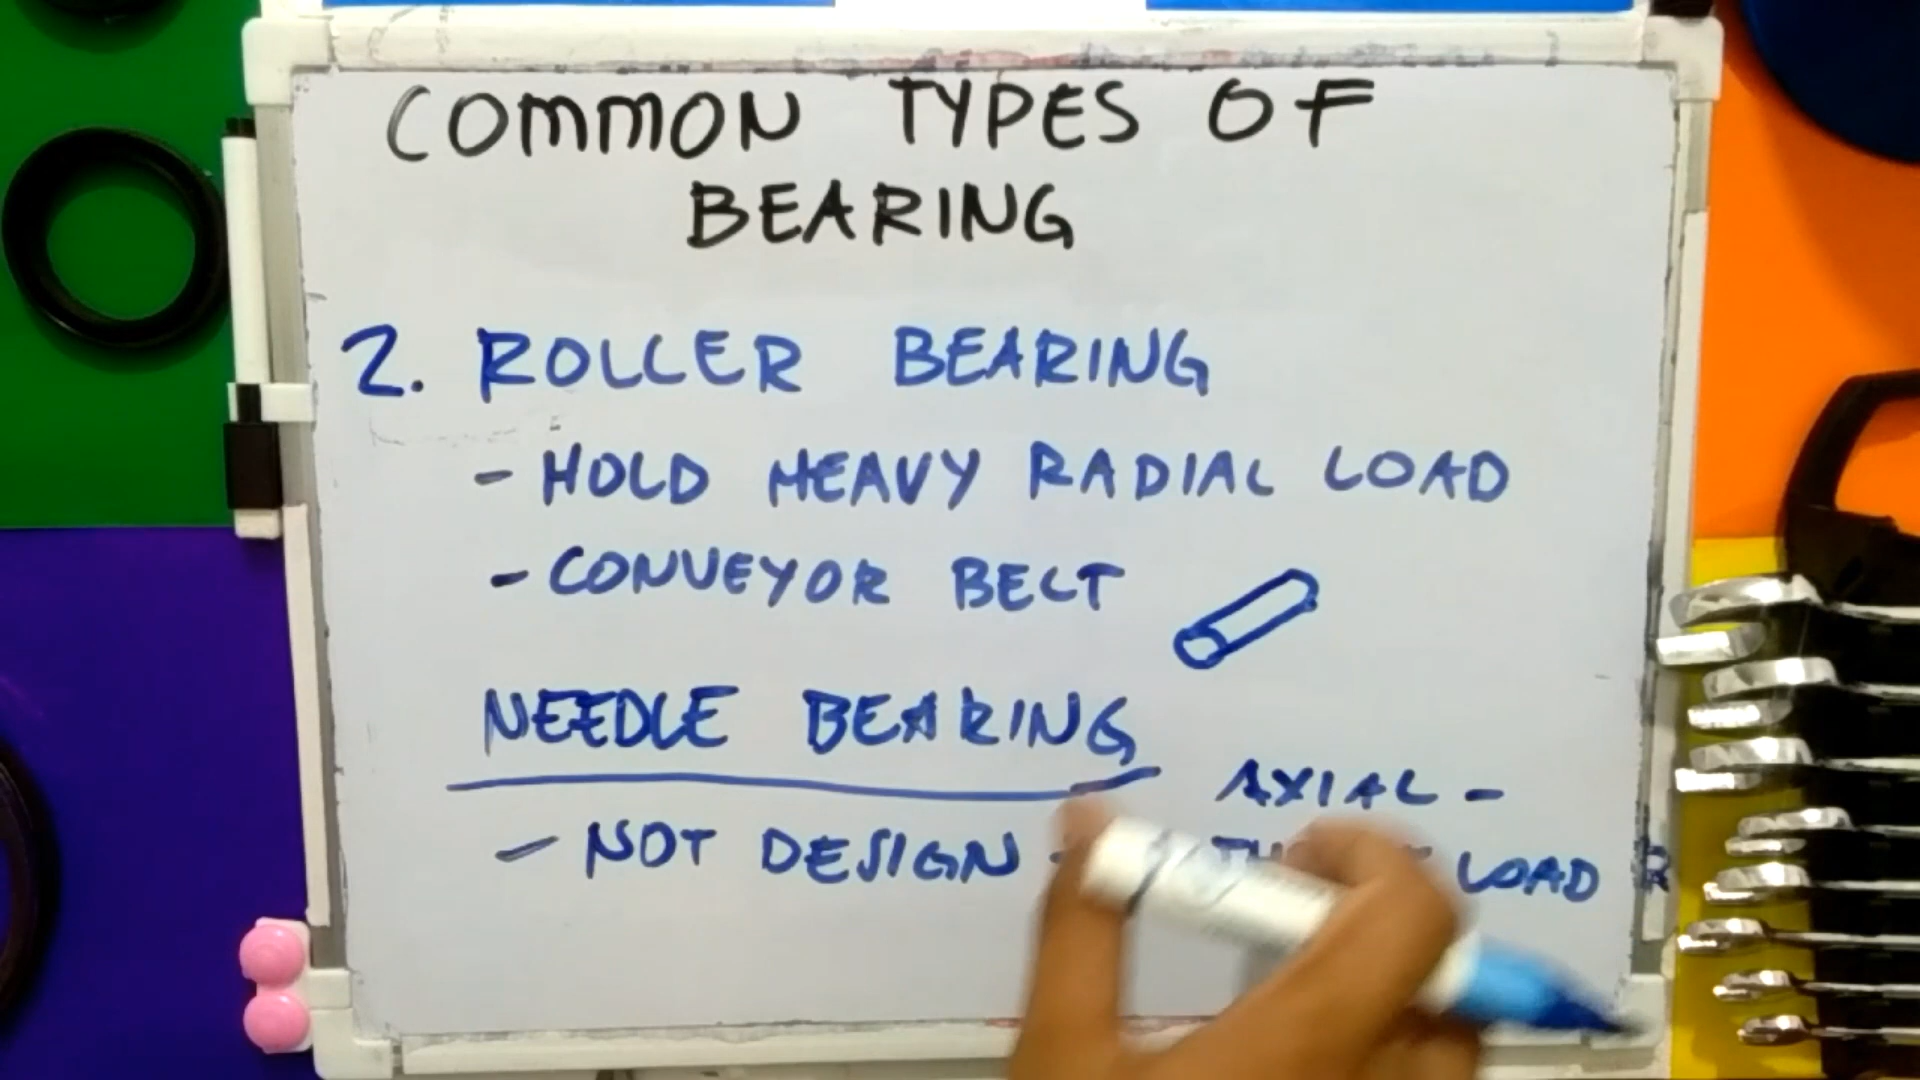 COMMON TYPES OF
BEARING
2. ROLLER BEARING
- HOLD HEAVY RADIAL LOAD
- CONVEYOR BELT
NEEDLE BEARING
AXIAL -
- NOT DESIGN
LOAD